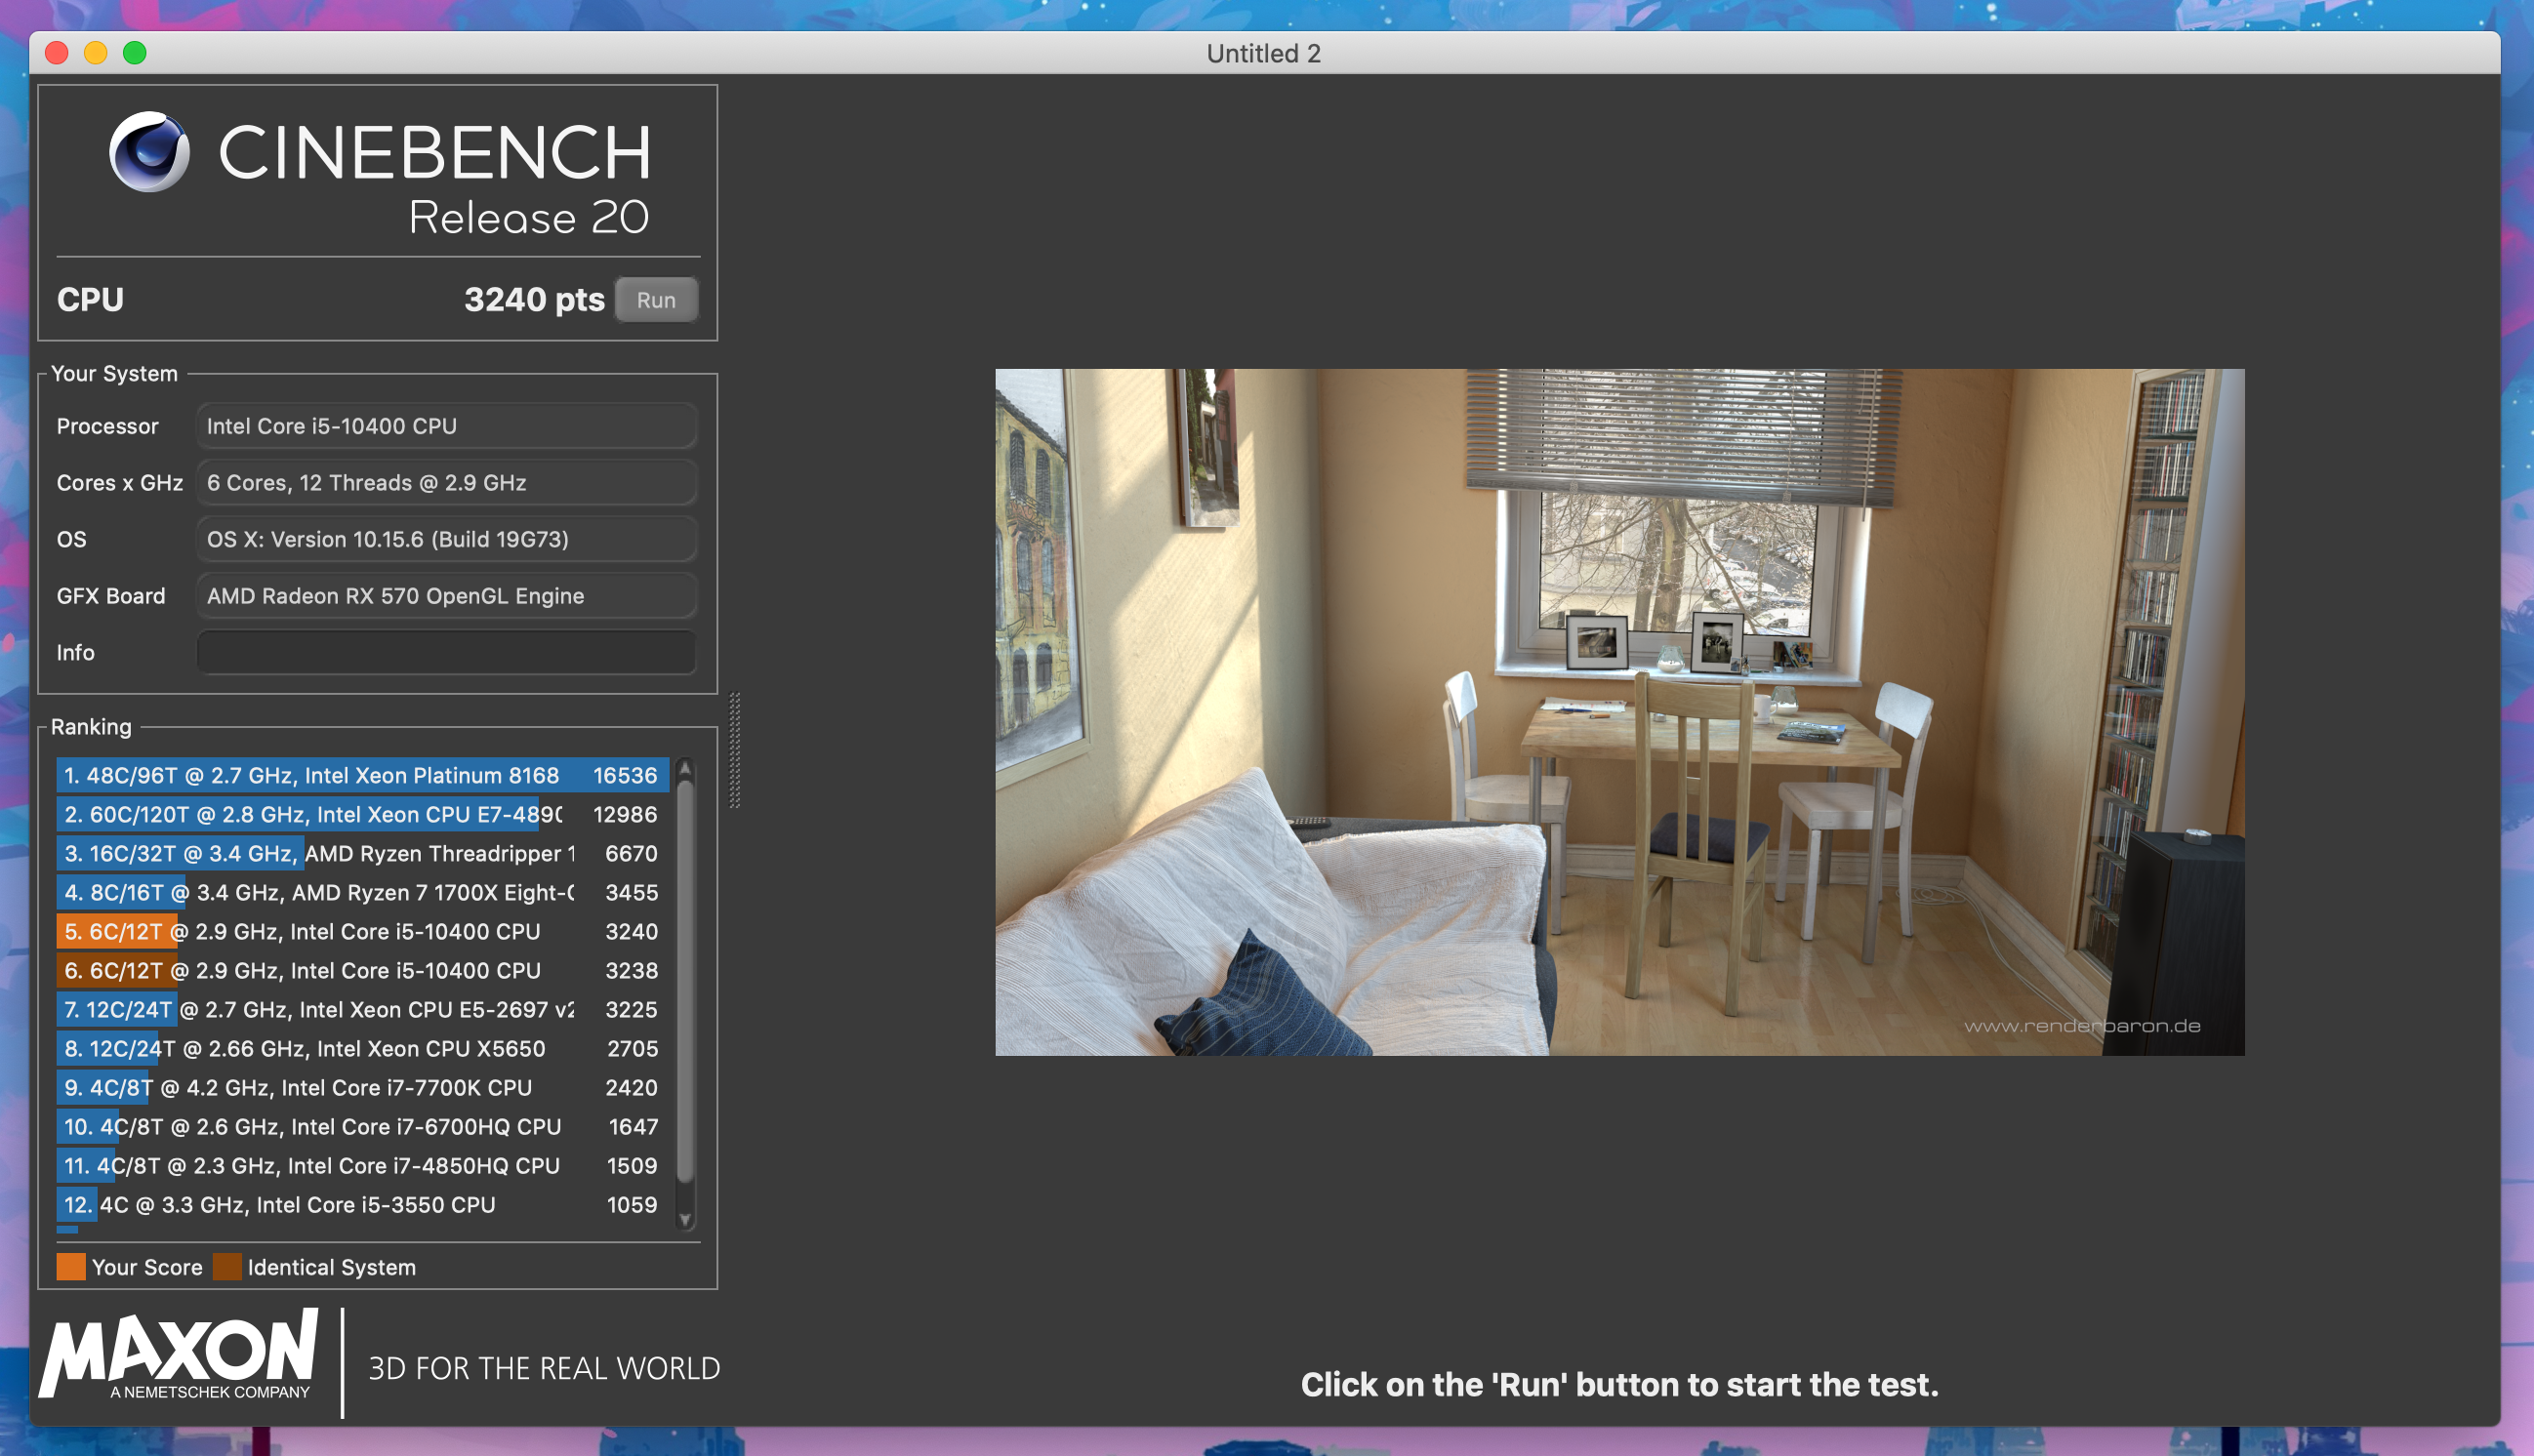 Untitled 2
CINEBENCH
Release 20
CPU 3240 pts Run
Your System
Processor Intel Core i5-10400 CPU
Cores x GHz 6 Cores, 12 Threads @ 2.9 GHz
OS OS X: Version 10.15.6 (Build 19G73)
GFX Board AMD Radeon RX 570 OpenGL Engine
Info
Ranking
1. 48C/96T @ 2.7 GHz, Intel Xeon Platinum 8168 16536
2. 60C/120T @ 2.8 GHz, Intel Xeon CPU E7-4890 12986
3. 16C/32T @ 3.4 GHz, AMD Ryzen Threadripper 1 6670
4. 8C/16T @ 3.4 GHz, AMD Ryzen 7 1700X Eight-C 3455
5. 6C/12T @ 2.9 GHz, Intel Core i5-10400 CPU 3240
6. 6C/12T @ 2.9 GHz, Intel Core i5-10400 CPU 3238
7. 12C/24T @ 2.7 GHz, Intel Xeon CPU E5-2697 v2 3225
8. 12C/24T @ 2.66 GHz, Intel Xeon CPU X5650 2705
9. 4C/8T @ 4.2 GHz, Intel Core i7-7700K CPU 2420
10. 4C/8T @ 2.6 GHz, Intel Core i7-6700HQ CPU 1647
11. 4C/8T @ 2.3 GHz, Intel Core i7-4850HQ CPU 1509
12. 4C @ 3.3 GHz, Intel Core i5-3550 CPU 1059
Your Score Identical System
MAXON
A NEMETSCHEK COMPANY
3D FOR THE REAL WORLD
www.renderbaron.de
Click on the 'Run' button to start the test.